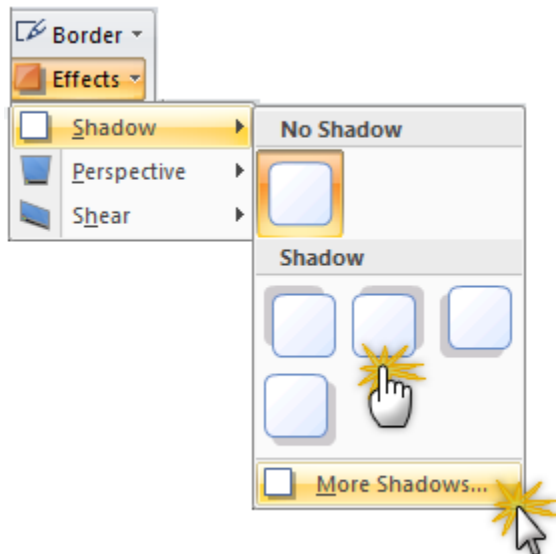 Border
Effects
Shadow
Perspective
Shear
No Shadow
Shadow
More Shadows...